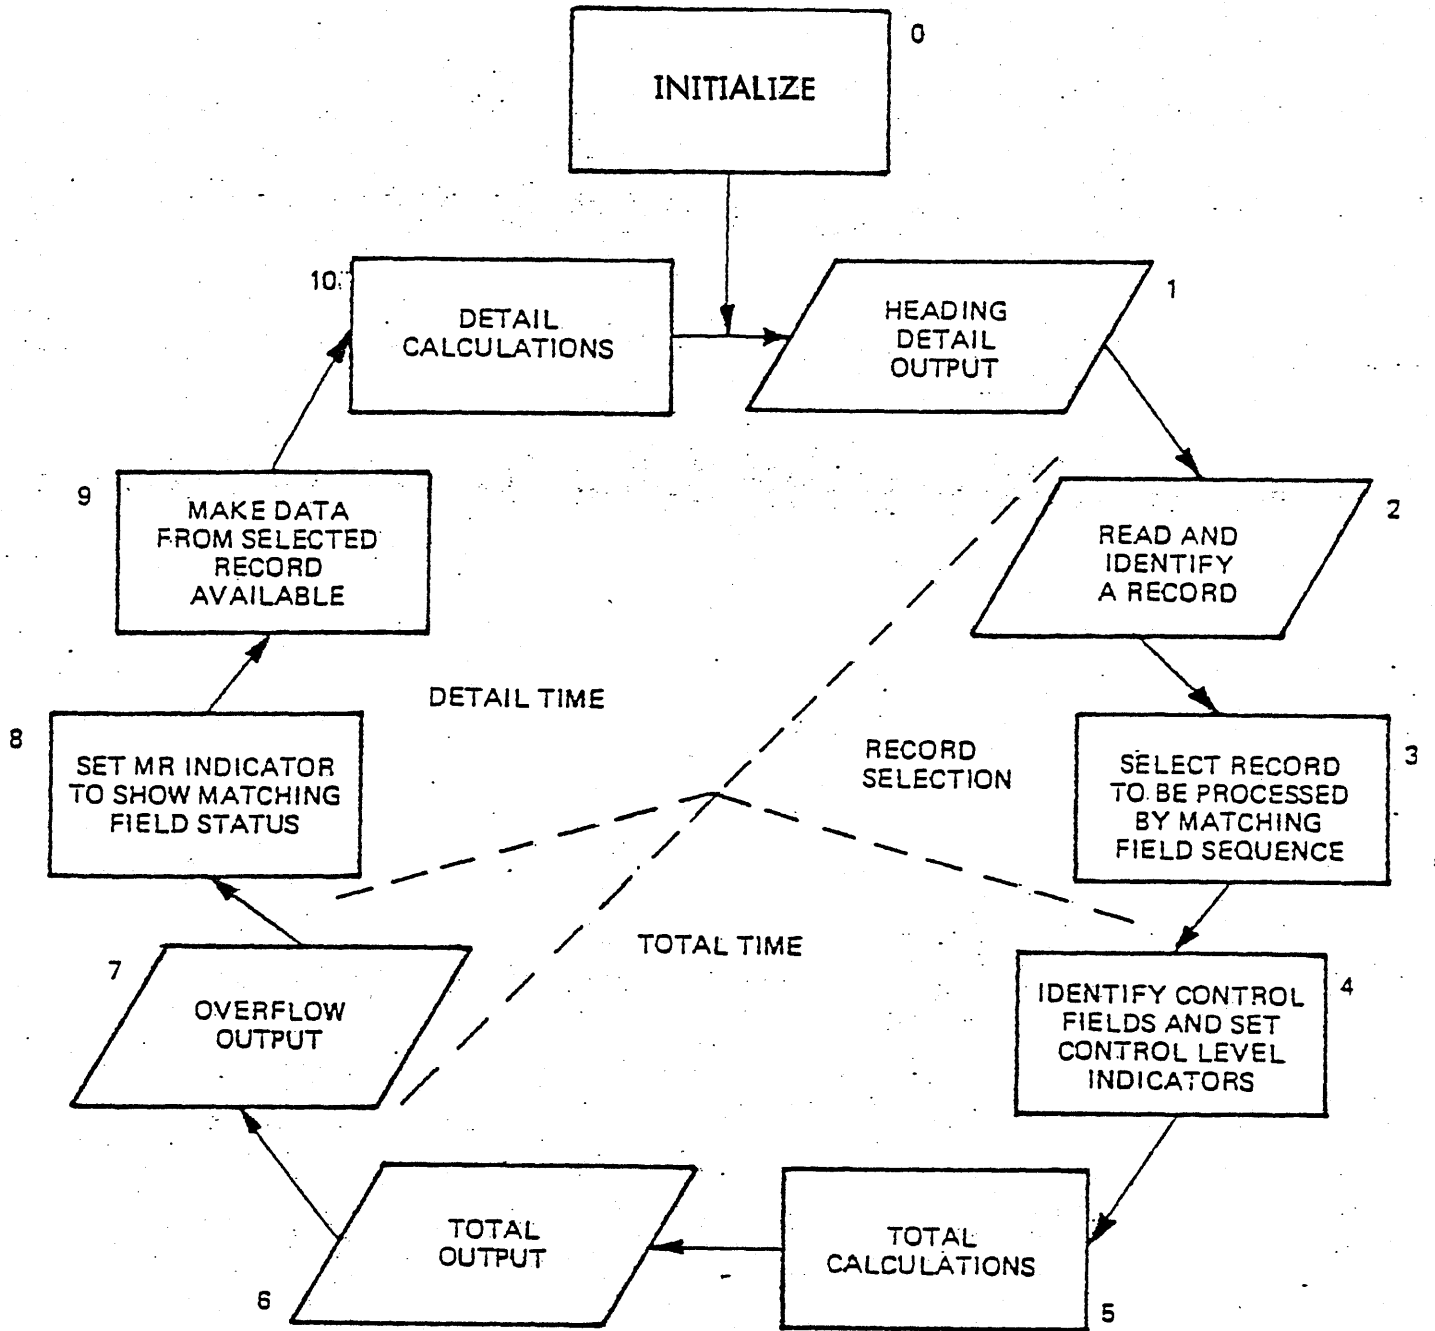 0
INITIALIZE
10.
DETAIL
CALCULATIONS
HEADING
DETAIL
OUTPUT
1
9
MAKE DATA
FROM SELECTED
RECORD
AVAILABLE
2
READ AND
IDENTIFY
A RECORD
DETAIL TIME
8
SET MR INDICATOR
TO SHOW MATCHING
FIELD STATUS
RECORD
SELECTION
3
SELECT RECORD
TO BE PROCESSED
BY MATCHING
FIELD SEQUENCE
TOTAL TIME
7
OVERFLOW
OUTPUT
4
IDENTIFY CONTROL
FIELDS AND SET
CONTROL LEVEL
INDICATORS
6
TOTAL
OUTPUT
TOTAL
CALCULATIONS
5